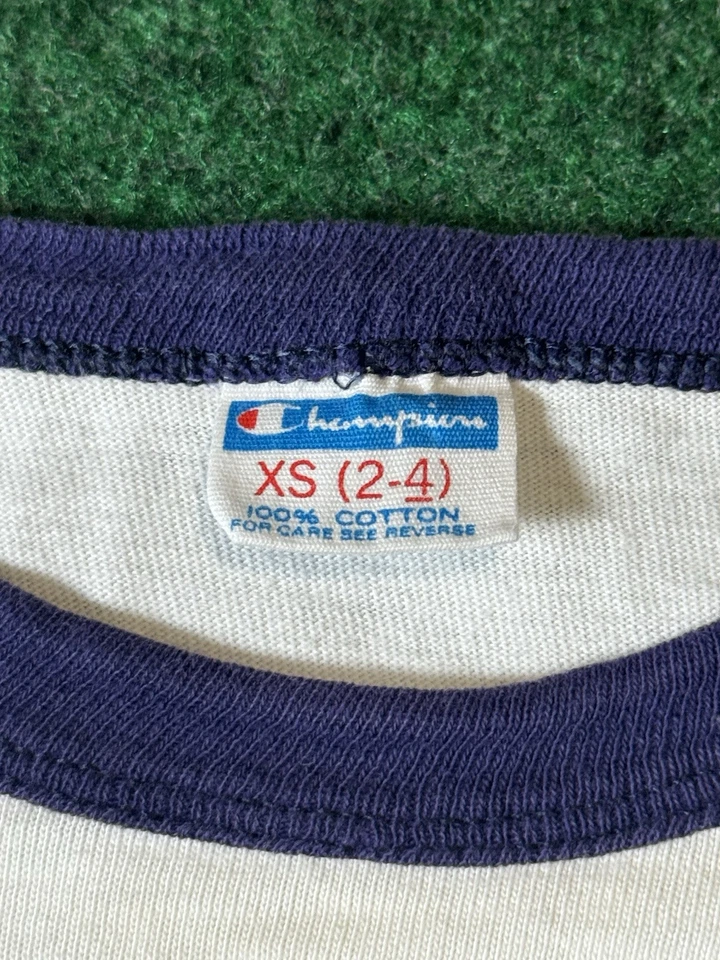 Champion
XS (2-4)
100% COTTON
FOR CARE SEE REVERSE